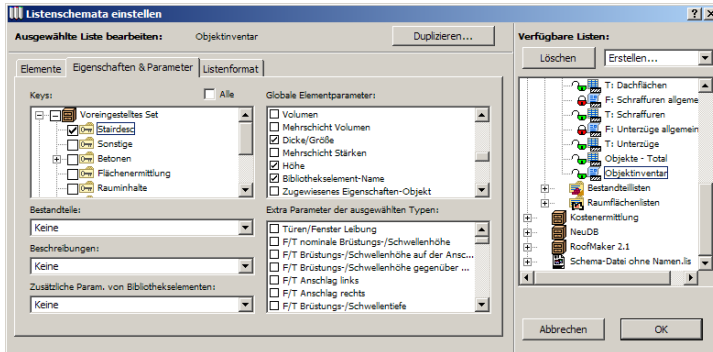 Listenschemata einstellen
Ausgewählte Liste bearbeiten: Objektinventar
Duplizieren...
Elemente
Eigenschaften & Parameter
Listenformat
Keys:
Alle
Voreingestelltes Set
Stairdesc
Sonstige
Betonen
Flächenermittlung
Rauminhalte
Globale Elementparameter:
Volumen
Mehrschicht Volumen
Dicke/Größe
Mehrschicht Stärken
Höhe
Bibliothekselement-Name
Zugewiesenes Eigenschaften-Objekt
Bestandteile:
Keine
Beschreibungen:
Keine
Zusätzliche Param. von Bibliothekselementen:
Keine
Extra Parameter der ausgewählten Typen:
Türen/Fenster Leibung
F/T nominale Brüstungs-/Schwellenhöhe
F/T Brüstungs-/Schwellenhöhe auf der Ansc...
F/T Brüstungs-/Schwellenhöhe gegenüber ...
F/T Anschlag links
F/T Anschlag rechts
F/T Brüstungs-/Schwellentiefe
Verfügbare Listen:
Löschen
Erstellen...
T: Dachflächen
F: Schraffuren allgeme
T: Schraffuren
F: Unterzüge allgemein
T: Unterzüge
Objekte - Total
Objektinventar
Bestandteillisten
Raumflächenlisten
Kostenermittlung
NeuDB
RoofMaker 2.1
Schema-Datei ohne Namen.lis
Abbrechen
OK